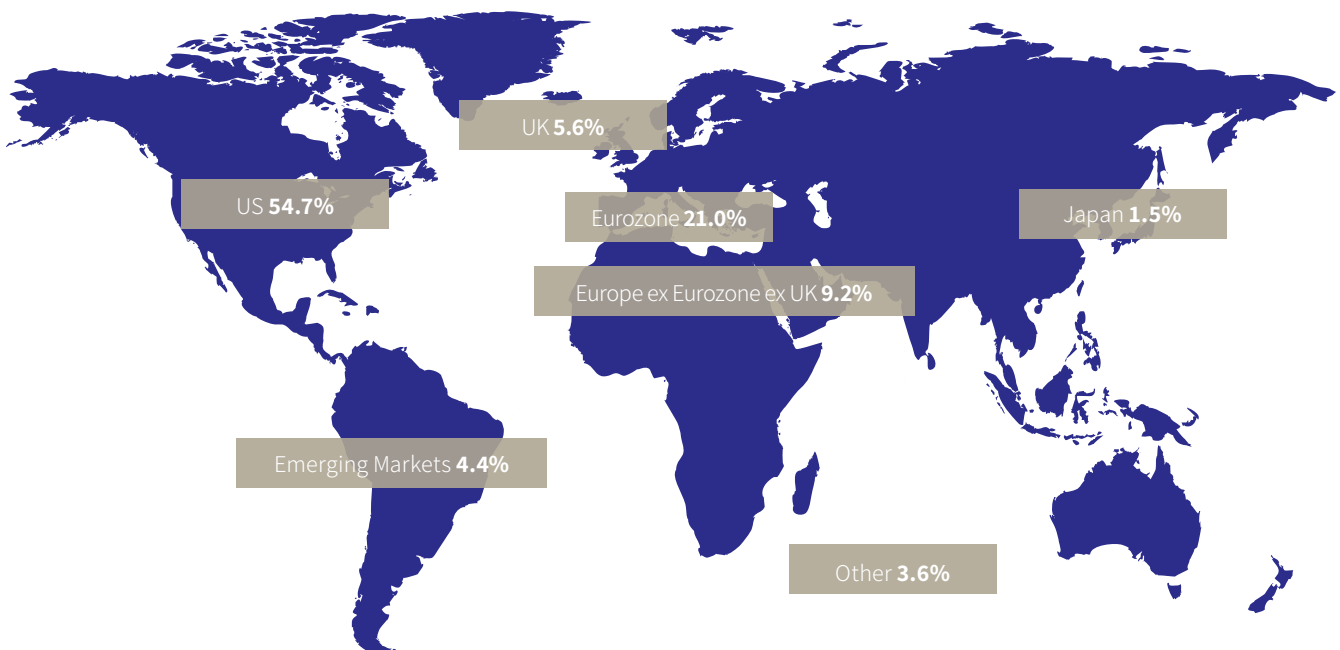 UK 5.6%
US 54.7%
Eurozone 21.0%
Japan 1.5%
Europe ex Eurozone ex UK 9.2%
Emerging Markets 4.4%
Other 3.6%